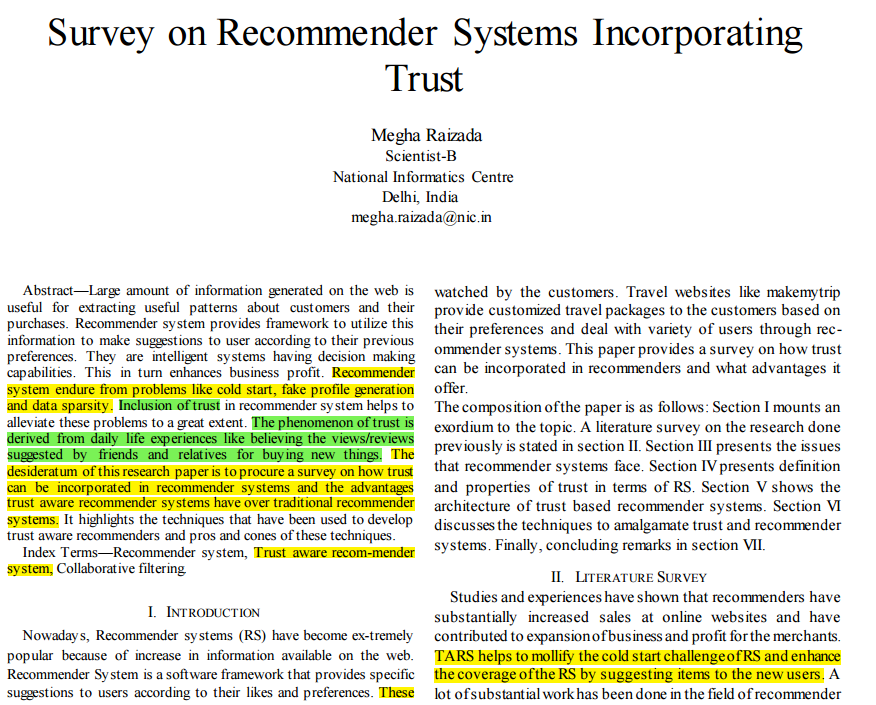 Survey on Recommender Systems Incorporating
Trust
Megha Raizada
Scientist-B
National Informatics Centre
Delhi, India
megha.raizada@nic.in
Abstract—Large amount of information generated on the web is
useful for extracting useful patterns about customers and their
purchases. Recommender system provides framework to utilize this
information to make suggestions to user according to their previous
preferences. They are intelligent systems having decision making
capabilities. This in turn enhances business profit. Recommender
system endure from problems like cold start, fake profile generation
and data sparsity. Inclusion of trust in recommender system helps to
alleviate these problems to a great extent. The phenomenon of trust is
derived from daily life experiences like believing the views/reviews
suggested by friends and relatives for buying new things. The
desideratum of this research paper is to procure a survey on how trust
can be incorporated in recommender systems and the advantages
trust aware recommender systems have over traditional recommender
systems. It highlights the techniques that have been used to develop
trust aware recommenders and pros and cones of these techniques.
Index Terms—Recommender system, Trust aware recom-mender
system, Collaborative filtering.
I. INTRODUCTION
Nowadays, Recommender systems (RS) have become ex-tremely
popular because of increase in information available on the web.
Recommender System is a software framework that provides specific
suggestions to users according to their likes and preferences. These
watched by the customers. Travel websites like makemytrip
provide customized travel packages to the customers based on
their preferences and deal with variety of users through rec-
ommender systems. This paper provides a survey on how trust
can be incorporated in recommenders and what advantages it
offer.
The composition of the paper is as follows: Section I mounts an
exordium to the topic. A literature survey on the research done
previously is stated in section II. Section III presents the issues
that recommender systems face. Section IV presents definition
and properties of trust in terms of RS. Section V shows the
architecture of trust based recommender systems. Section VI
discusses the techniques to amalgamate trust and recommender
systems. Finally, concluding remarks in section VII.
II. LITERATURE SURVEY
Studies and experiences have shown that recommenders have
substantially increased sales at online websites and have
contributed to expansion of business and profit for the merchants.
TARS helps to mollify the cold start challenge of RS and enhance
the coverage of the RS by suggesting items to the new users. A
lot of substantial work has been done in the field of recommender